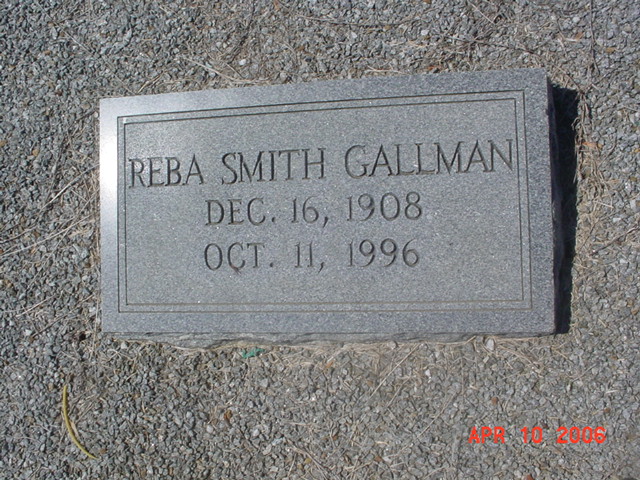 REBA SMITH GALLMAN
DEC. 16, 1908
OCT. 11, 1996
APR 10 2006